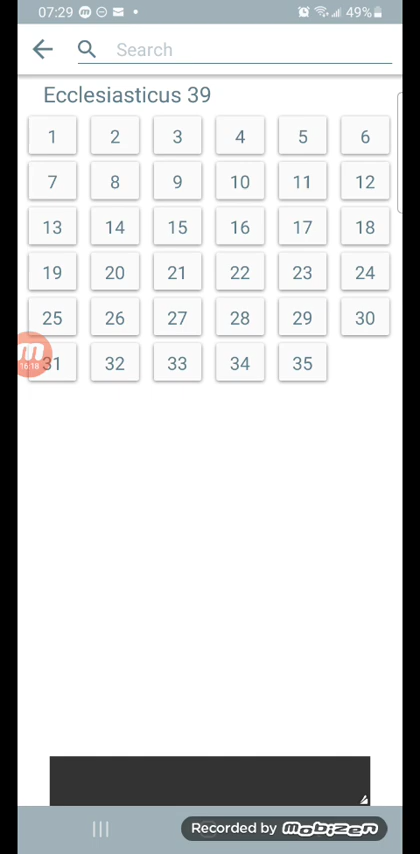 07:29 49%
Search
Ecclesiasticus 39
1 2 3 4 5 6
7 8 9 10 11 12
13 14 15 16 17 18
19 20 21 22 23 24
25 26 27 28 29 30
31 32 33 34 35
m
16:18
Recorded by mobizen